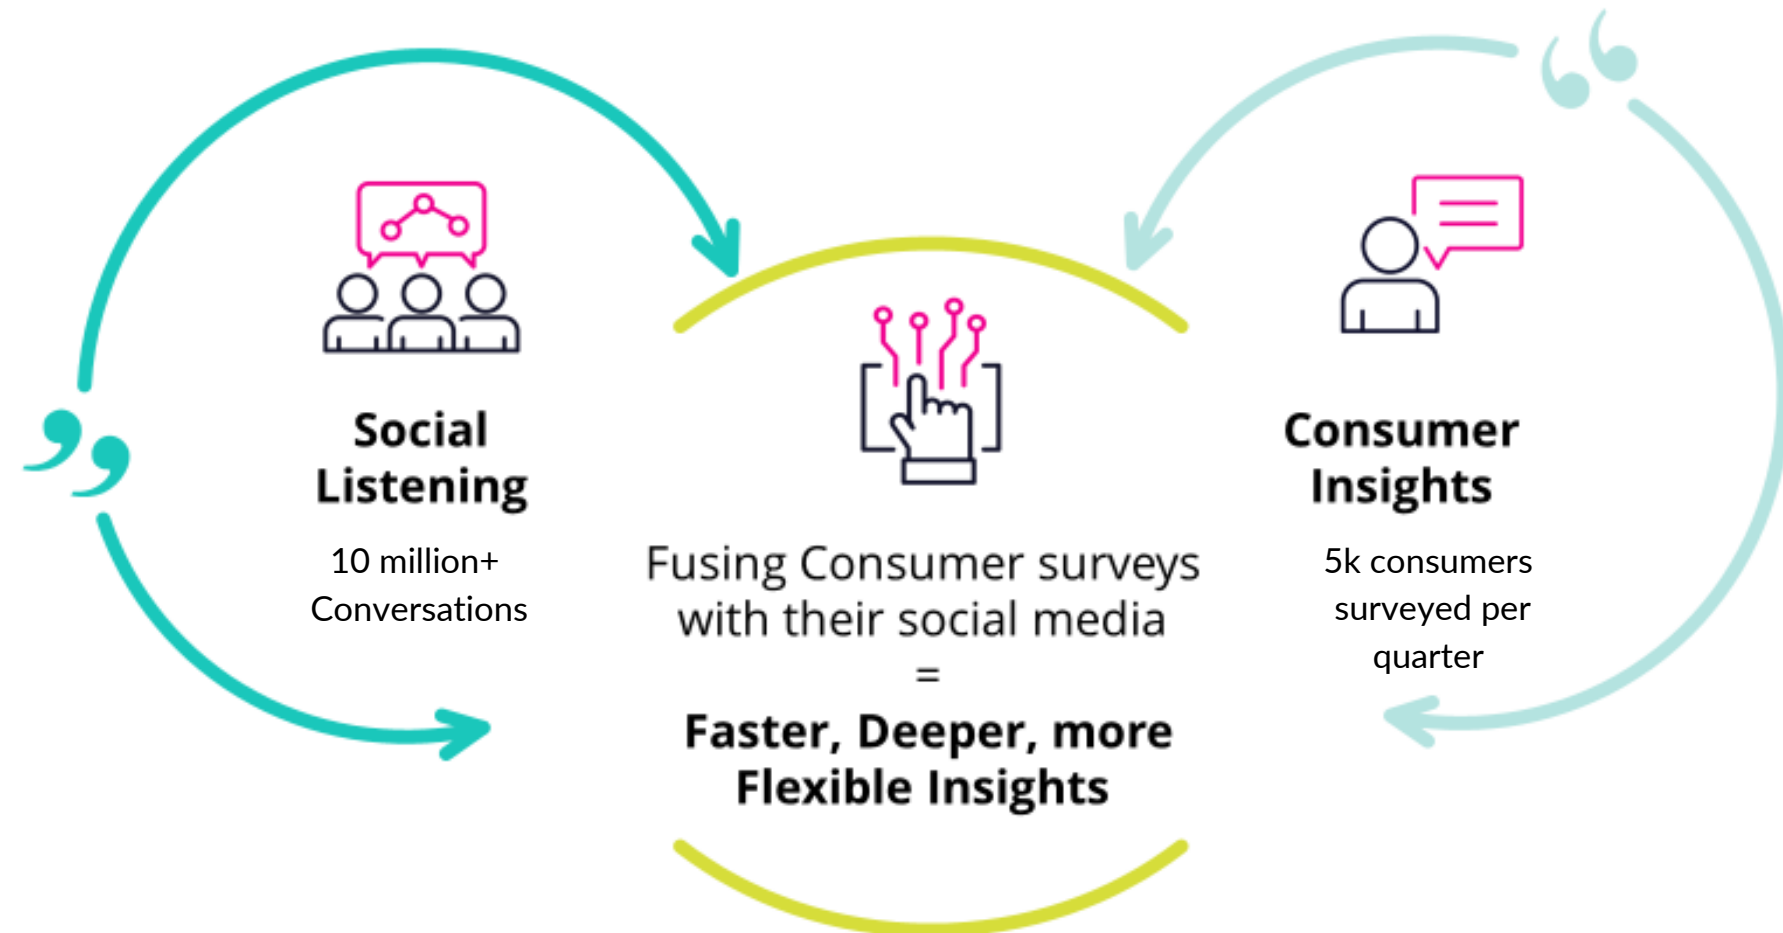 Social
Listening
10 million+
Conversations
Fusing Consumer surveys
with their social media
=
Faster, Deeper, more
Flexible Insights
Consumer
Insights
5k consumers
surveyed per
quarter